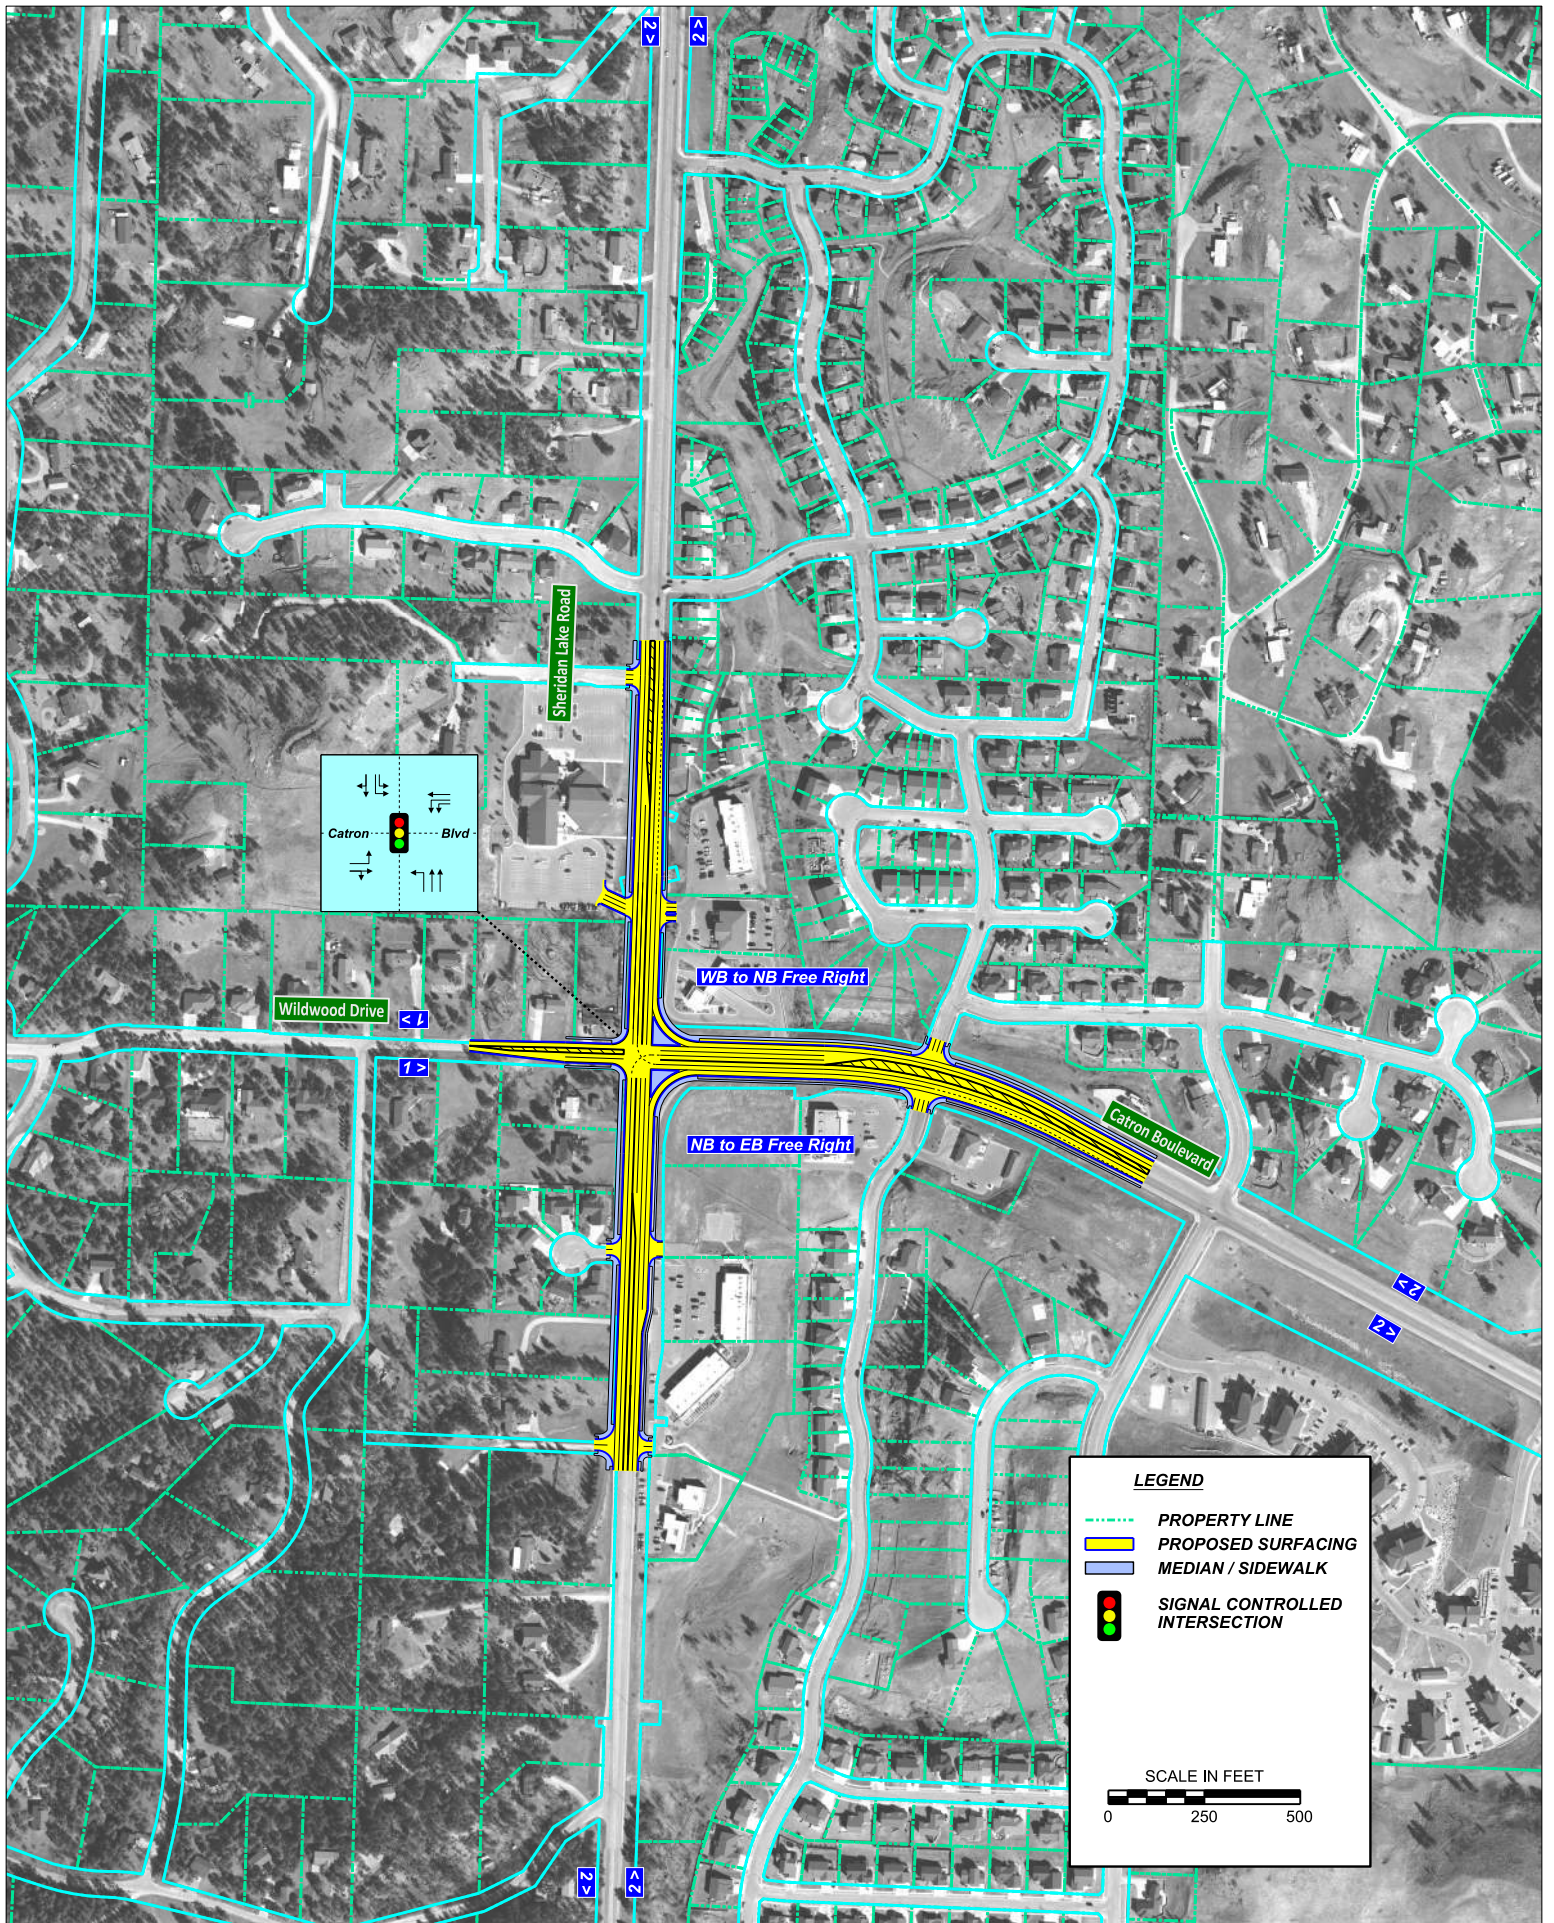 2 >
2 >
Sheridan Lake Road
Catron
Blvd
WB to NB Free Right
Wildwood Drive
1 >
1 >
Catron Boulevard
NB to EB Free Right
2 >
2 >
LEGEND
PROPERTY LINE
PROPOSED SURFACING
MEDIAN / SIDEWALK
SIGNAL CONTROLLED
INTERSECTION
SCALE IN FEET
0 250 500
2 >
2 >